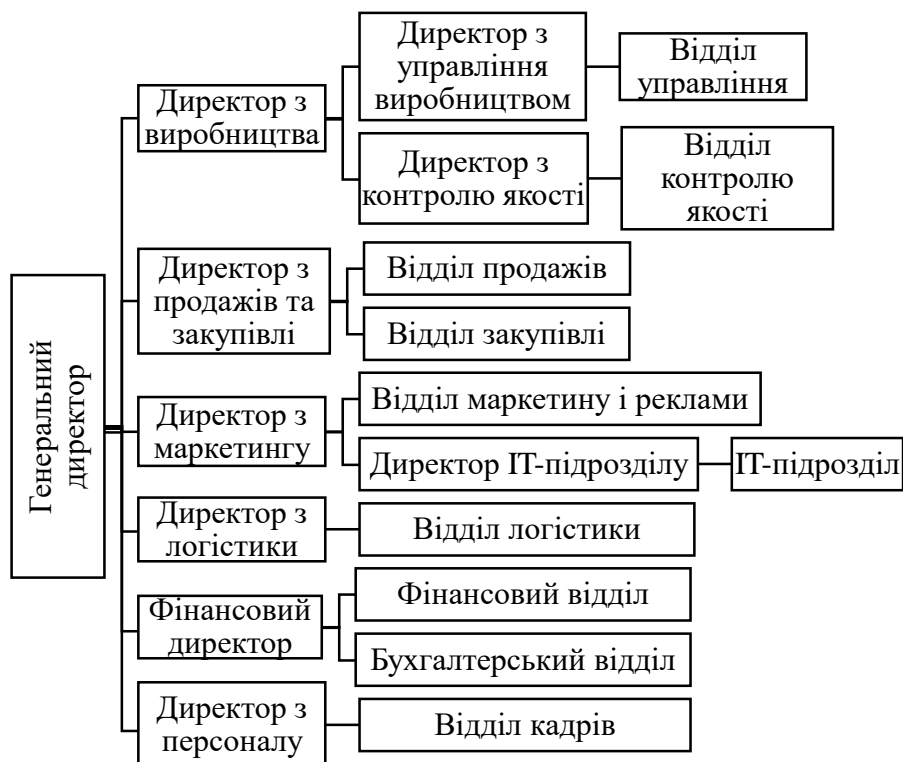 Генеральний
директор
Директор з
виробництва
Директор з
управління
виробництвом
Відділ
управління
Директор з
контролю якості
Відділ
контролю
якості
Директор з
продажів та
закупівлі
Відділ продажів
Відділ закупівлі
Директор з
маркетингу
Відділ маркетину і реклами
Директор ІТ-підрозділу
ІТ-підрозділ
Директор з
логістики
Відділ логістики
Фінансовий
директор
Фінансовий відділ
Бухгалтерський відділ
Директор з
персоналу
Відділ кадрів